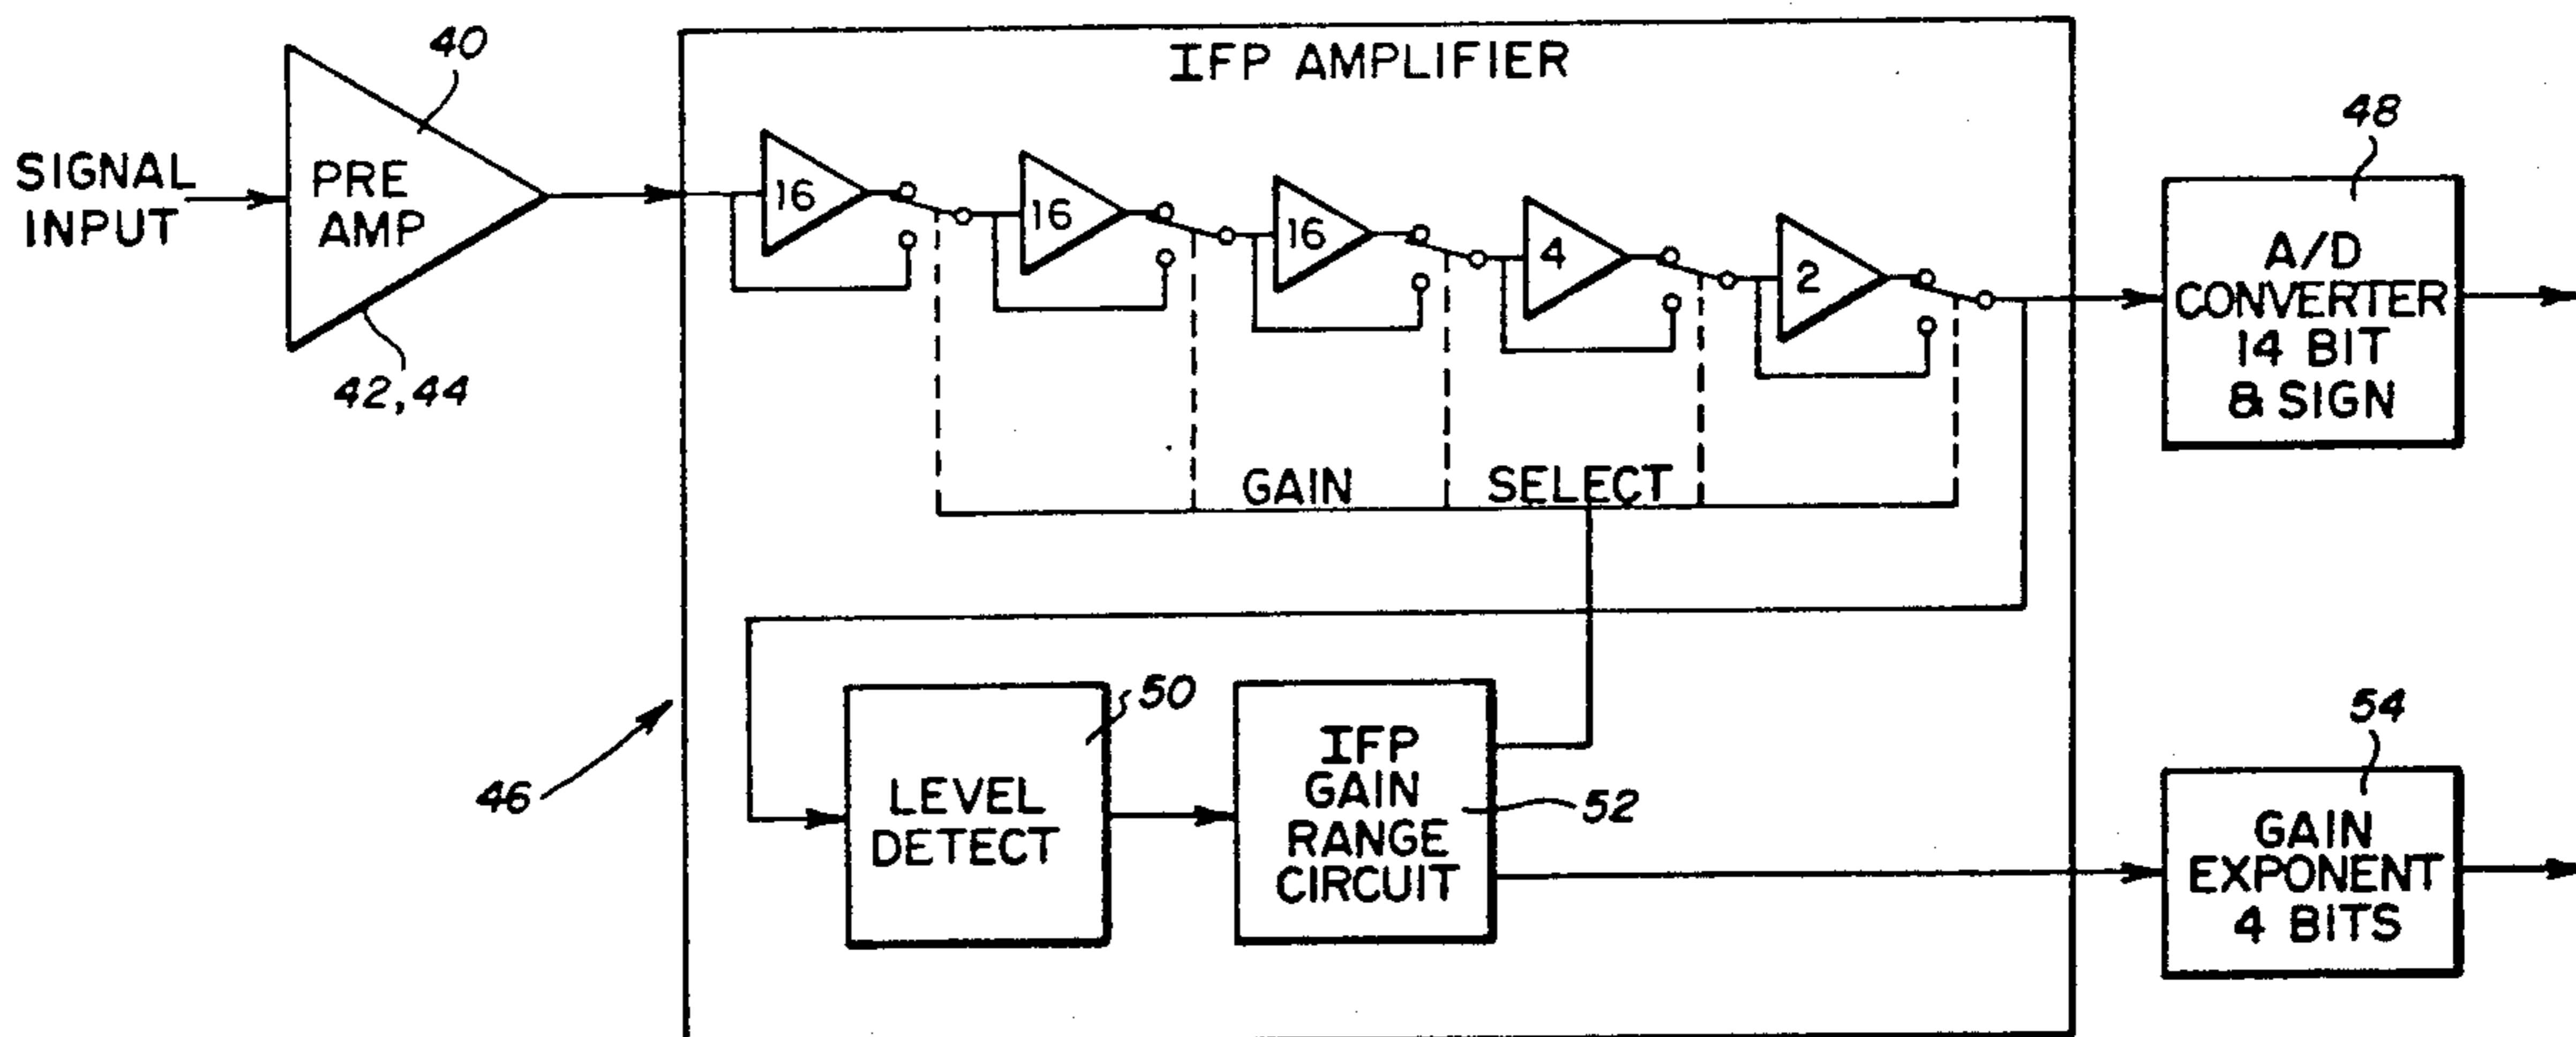 IFP AMPLIFIER
40
SIGNAL
INPUT
PRE
AMP
42,44
16
16
16
4
2
48
A/D
CONVERTER
14 BIT
& SIGN
GAIN SELECT
46
50
LEVEL
DETECT
IFP
GAIN
RANGE
CIRCUIT
52
54
GAIN
EXPONENT
4 BITS